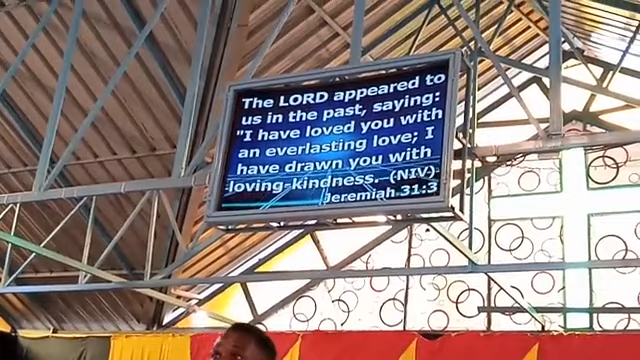 The LORD appeared to
us in the past, saying:
"I have loved you with
an everlasting love; I
have drawn you with
loving-kindness. (NIV)
Jeremiah 31:3